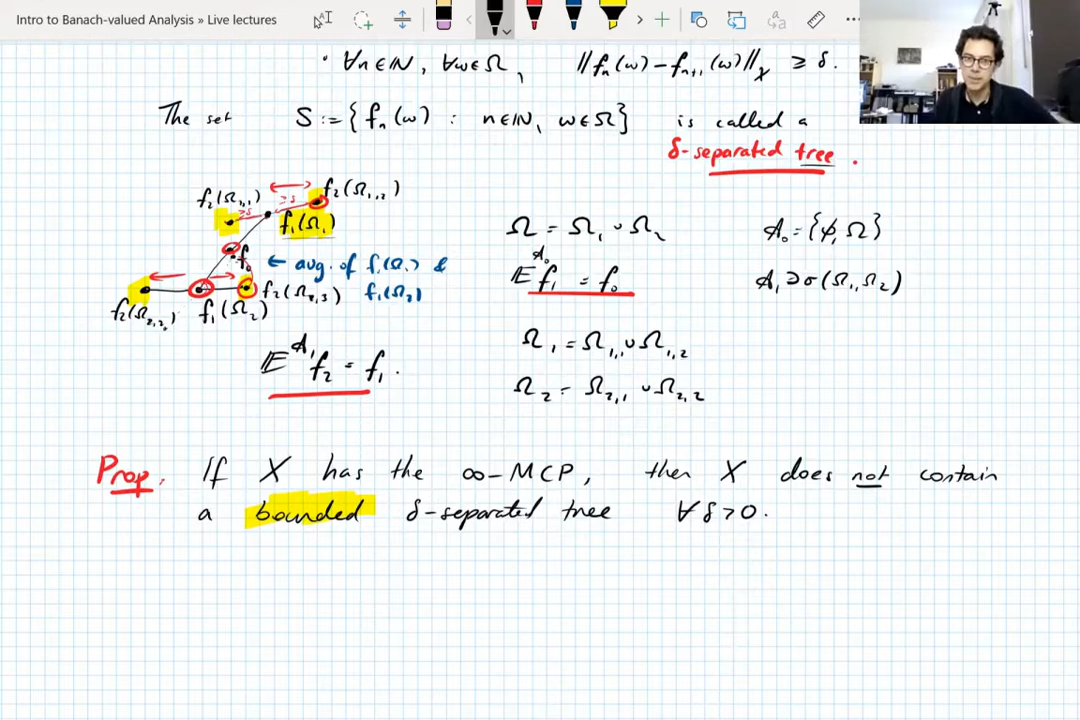 Intro to Banach-valued Analysis » Live lectures
· ∀n∈ℕ, ∀ω∈Ω, ‖fₙ(ω)-fₙ₊₁(ω)‖_X ≥ δ.
The set S:={fₙ(ω) : n∈ℕ, ω∈Ω} is called a
δ-separated tree.
f₂(Ω₁,₁) f₂(Ω₁,₂)
≥δ ≥δ
f₁(Ω₁)
f₀ ← avg. of f₁(Ω₁) &
f₁(Ω₂)
f₂(Ω₂,₂) f₁(Ω₂) f₂(Ω₂,₃)
𝔼^{A₁} f₂ = f₁.
Ω = Ω₁ ∪ Ω₂ A₀ = {φ, Ω}
𝔼^{A₀} f₁ = f₀ A₁ ⊃ σ(Ω₁, Ω₂)
Ω₁ = Ω₁,₁ ∪ Ω₁,₂
Ω₂ = Ω₂,₁ ∪ Ω₂,₂
Prop. If X has the ∞-MCP, then X does not contain
a bounded δ-separated tree ∀δ>0.